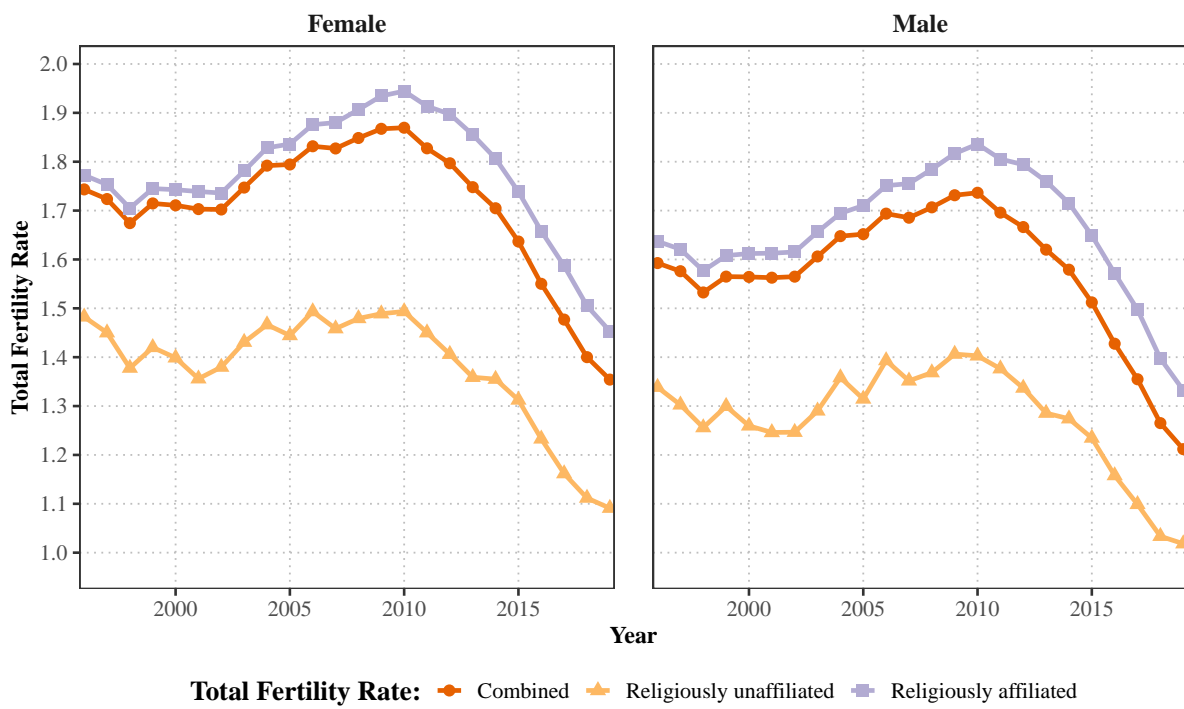 Female Male
2.0
1.9
1.8
1.7
1.6
1.5
1.4
1.3
1.2
1.1
1.0
Total Fertility Rate
2000 2005 2010 2015 2000 2005 2010 2015
Year
Total Fertility Rate: Combined Religiously unaffiliated Religiously affiliated